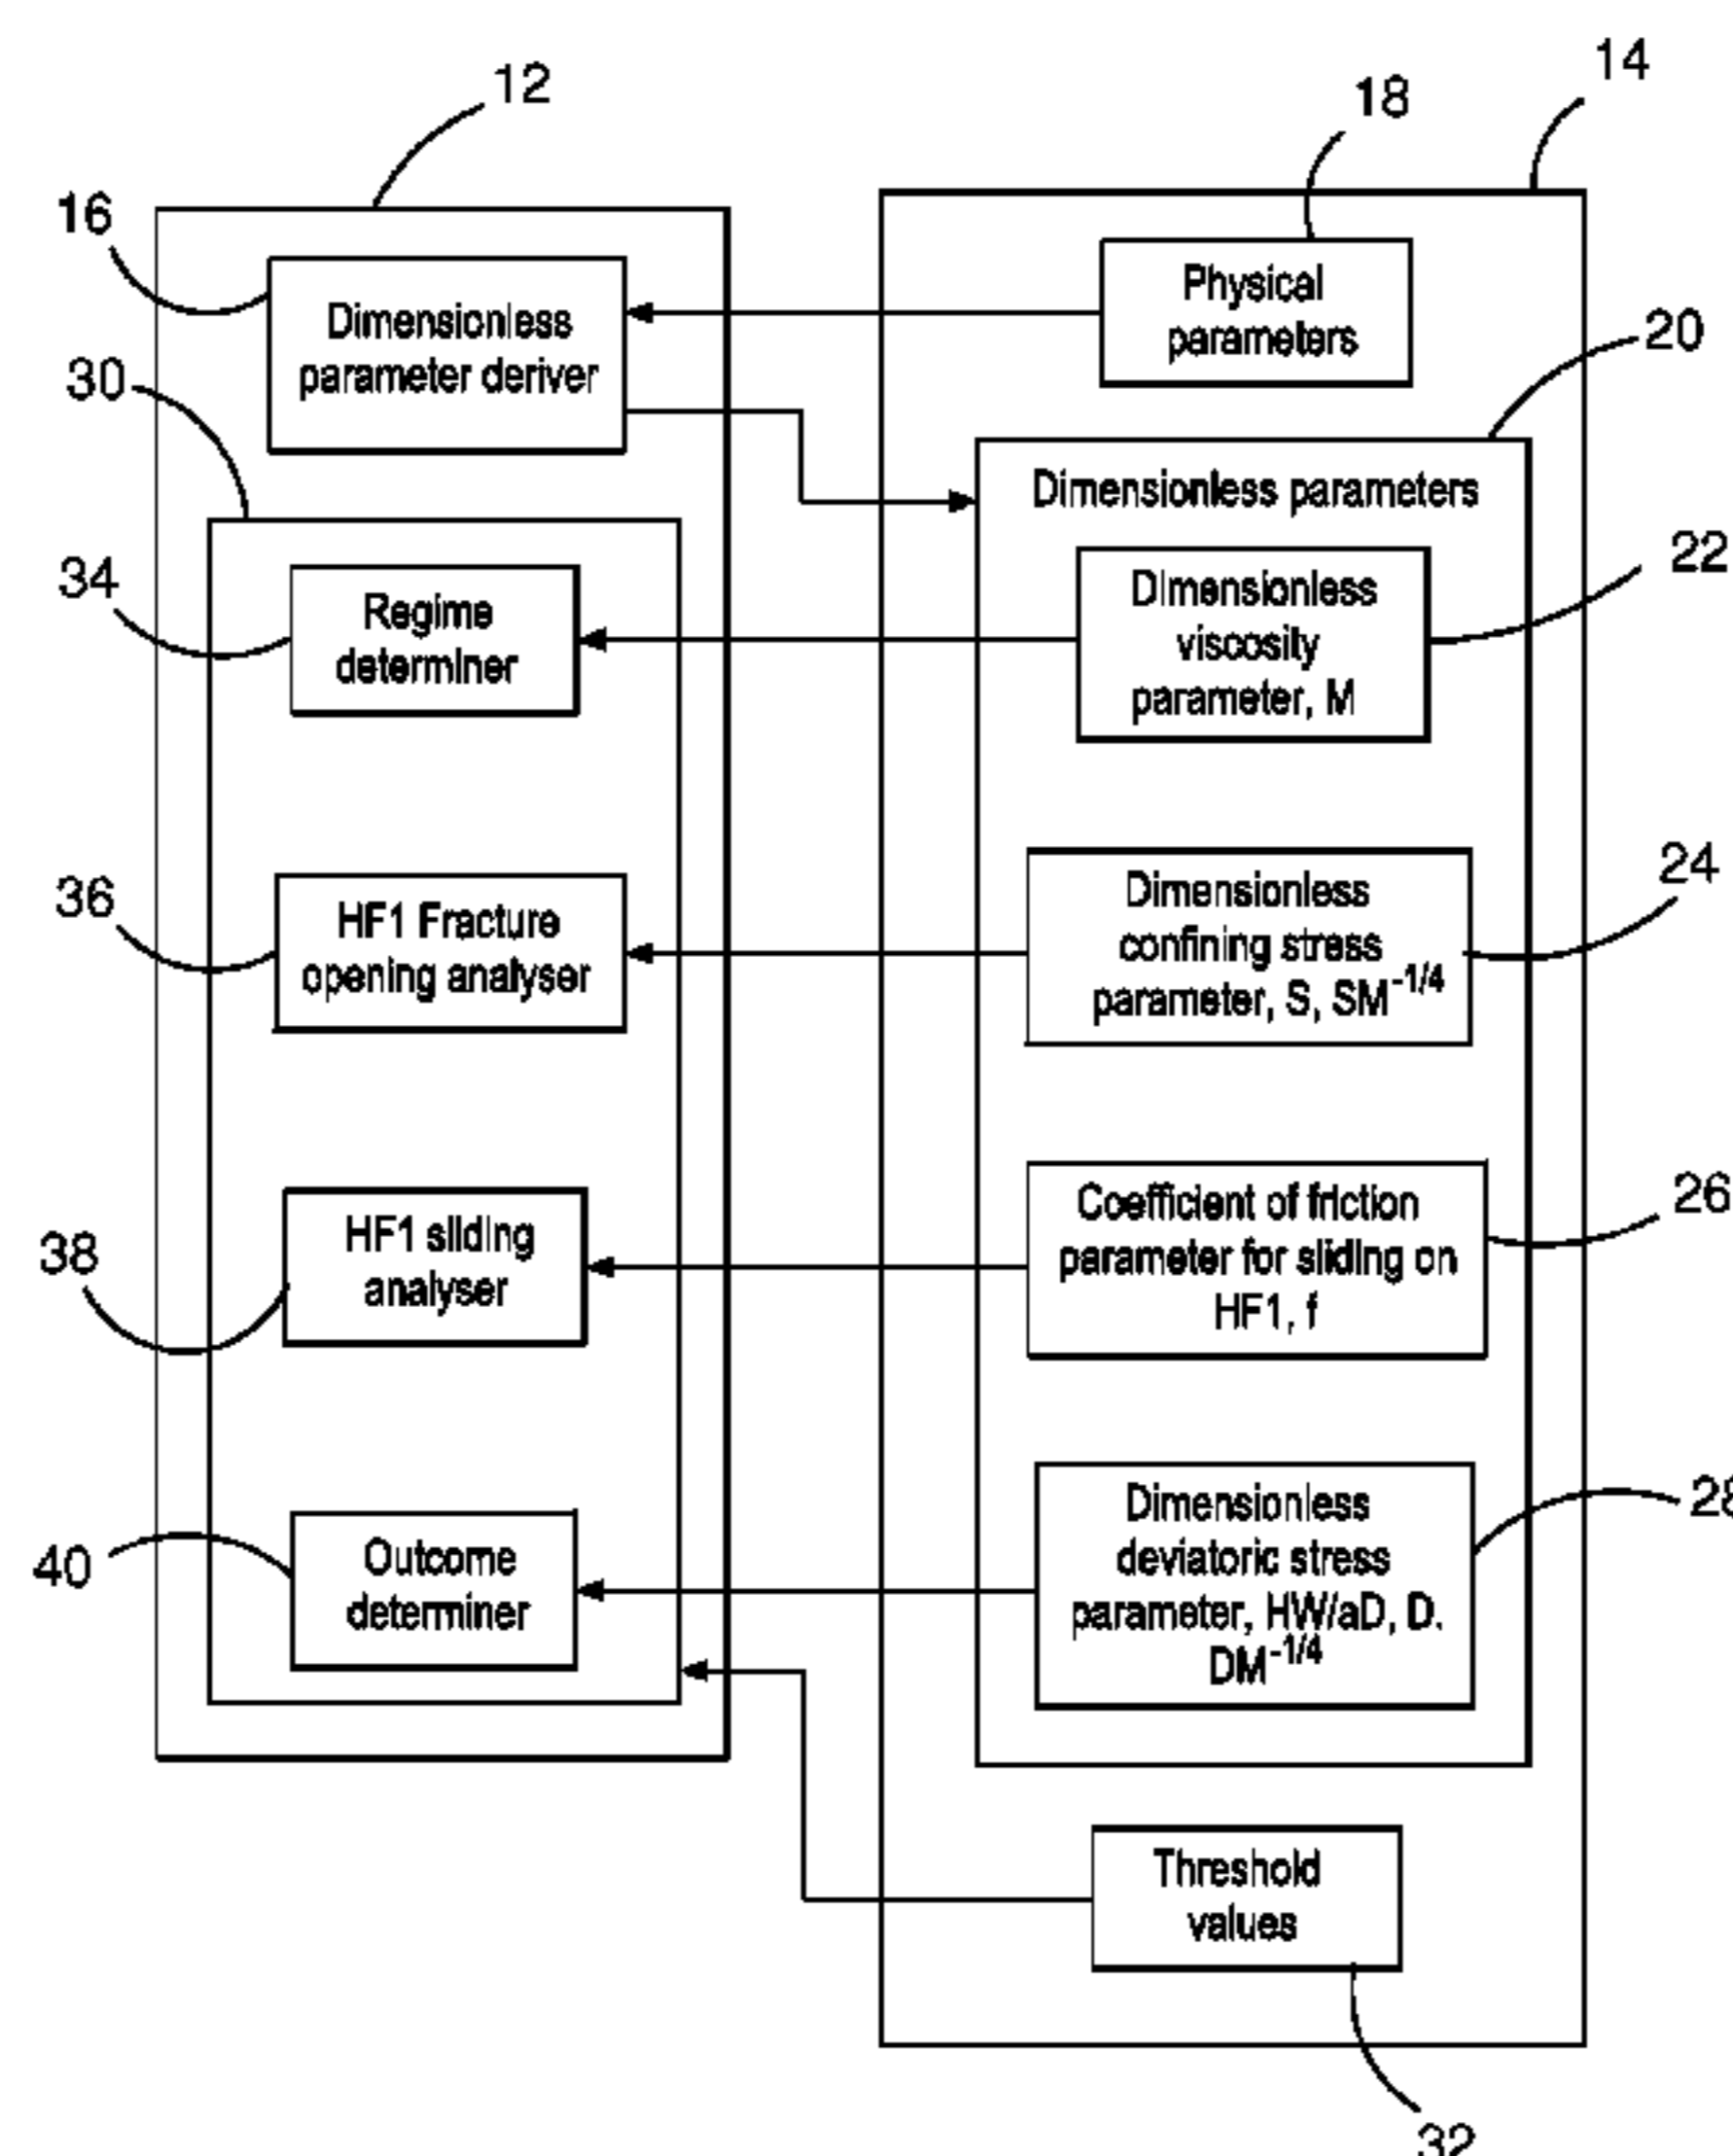 12
14
18
16
Physical
parameters
Dimensionless
parameter deriver
20
30
Dimensionless parameters
22
34
Regime
determiner
Dimensionless
viscosity
parameter, M
24
36
HF1 Fracture
opening analyser
Dimensionless
confining stress
parameter, S, SM-1/4
26
38
HF1 sliding
analyser
Coefficient of friction
parameter for sliding on
HF1, f
28
40
Outcome
determiner
Dimensionless
deviatoric stress
parameter, HW/aD, D.
DM-1/4
Threshold
values
32